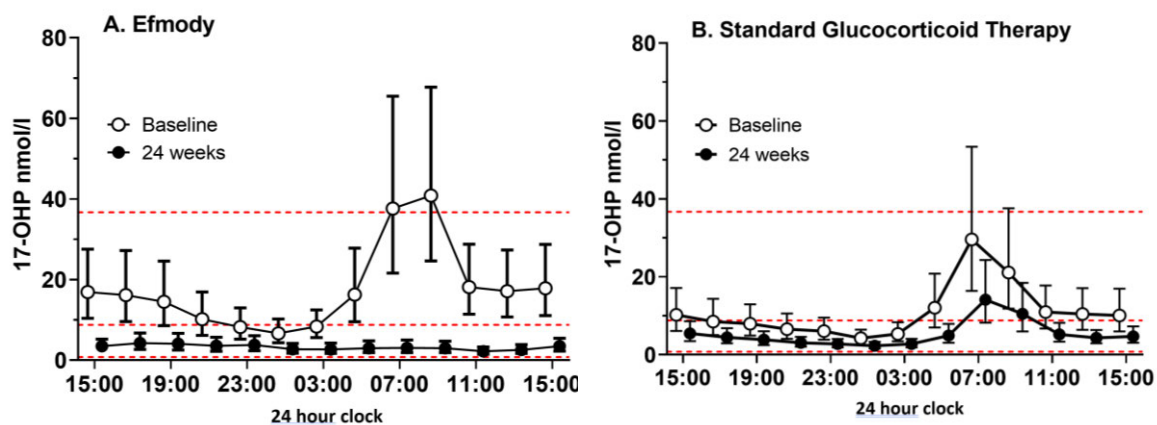 A. Efmody
80
60
40
20
0
17-OHP nmol/l
Baseline
24 weeks
15:00 19:00 23:00 03:00 07:00 11:00 15:00
24 hour clock
B. Standard Glucocorticoid Therapy
80
60
40
20
0
17-OHP nmol/l
Baseline
24 weeks
15:00 19:00 23:00 03:00 07:00 11:00 15:00
24 hour clock